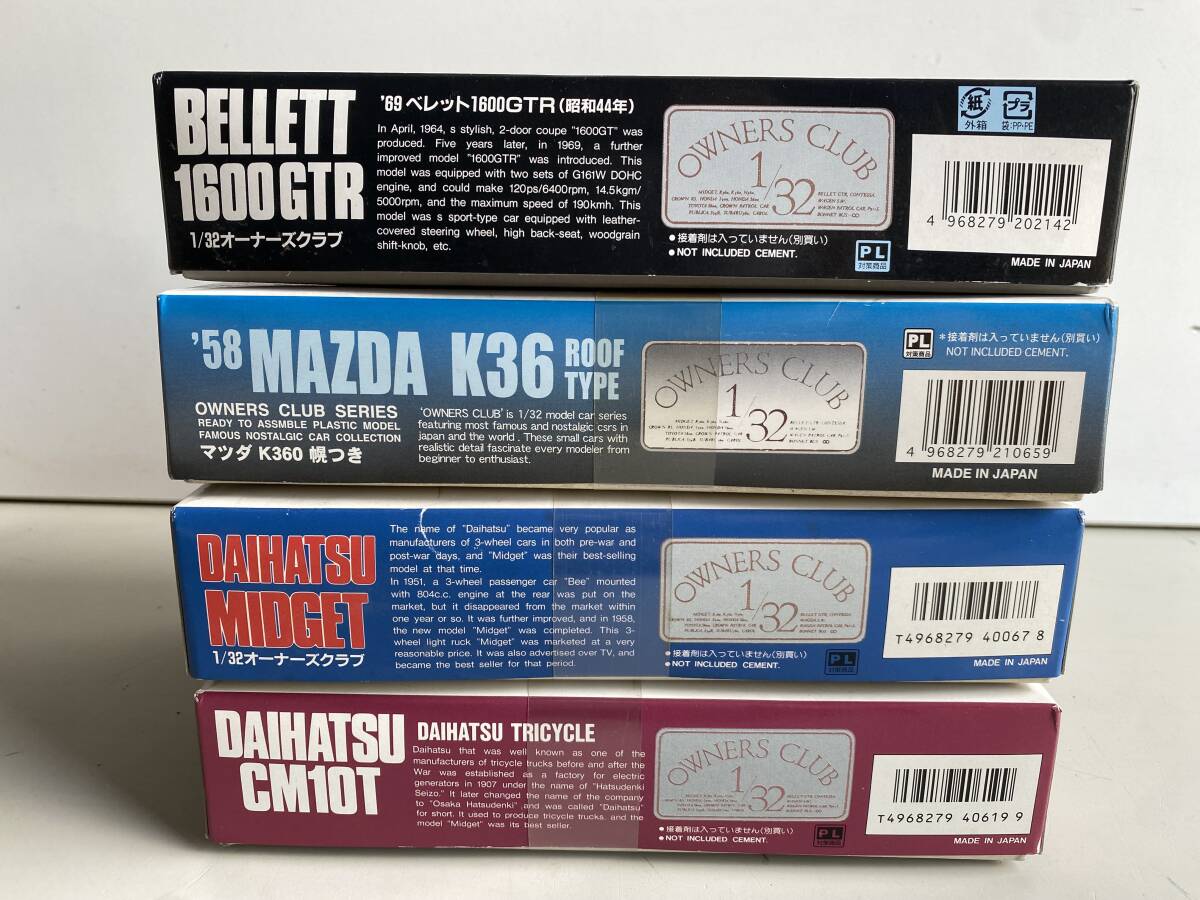 BELLETT
1600GTR
1/32オーナーズクラブ
'69 ベレット1600GTR(昭和44年)
In April, 1964, s stylish, 2-door coupe "1600GT" was
produced. Five years later, in 1969, a further
improved model "1600GTR" was introduced. This
model was equipped with two sets of G161W DOHC
engine, and could make 120ps/6400rpm, 14.5kgm/
5000rpm, and the maximum speed of 190kmh. This
model was s sport-type car equipped with leather-
covered steering wheel, high back-seat, woodgrain
shift-knob, etc.
OWNERS CLUB
1/32
●接着剤は入っていません(別買い)
●NOT INCLUDED CEMENT.
PL
対策商品
紙
外箱
プラ
袋:PP・PE
4 968279 202142
MADE IN JAPAN
'58 MAZDA K36 ROOF
TYPE
OWNERS CLUB SERIES
READY TO ASSMBLE PLASTIC MODEL
FAMOUS NOSTALGIC CAR COLLECTION
マツダ K360 幌つき
'OWNERS CLUB' is 1/32 model car series
featuring most famous and nostalgic csrs in
japan and the world . These small cars with
realistic detail fascinate every modeler from
beginner to enthusiast.
OWNERS CLUB
1/32
PL
対策商品
*接着剤は入っていません(別買い)
NOT INCLUDED CEMENT.
4 968279 210659
MADE IN JAPAN
DAIHATSU
MIDGET
1/32オーナーズクラブ
The name of "Daihatsu" became very popular as
manufacturers of 3-wheel cars in both pre-war and
post-war days, and "Midget" was their best-selling
model at that time.
In 1951, a 3-wheel passenger car "Bee" mounted
with 804c.c. engine at the rear was put on the
market, but it disappeared from the market within
one year or so. It was further improved, and in 1958,
the new model "Midget" was completed. This 3-
wheel light ruck "Midget" was marketed at a very
reasonable price. It was also advertised over TV, and
became the best seller for that period.
OWNERS CLUB
1/32
●接着剤は入っていません(別買い)
●NOT INCLUDED CEMENT.
PL
対策商品
T4968279 40067 8
MADE IN JAPAN
DAIHATSU
CM10T
DAIHATSU TRICYCLE
Daihatsu that was well known as one of the
manufacturers of tricycle trucks before and after the
War was established as a factory for electric
generators in 1907 under the name of "Hatsudenki
Seizo." It later changed the name of the company
to "Osaka Hatsudenki", and was called "Daihatsu"
for short. It used to produce tricycle trucks. and the
model "Midget" was its best seller.
OWNERS CLUB
1/32
●接着剤は入っていません(別買い)
●NOT INCLUDED CEMENT.
PL
対策商品
T4968279 40619 9
MADE IN JAPAN